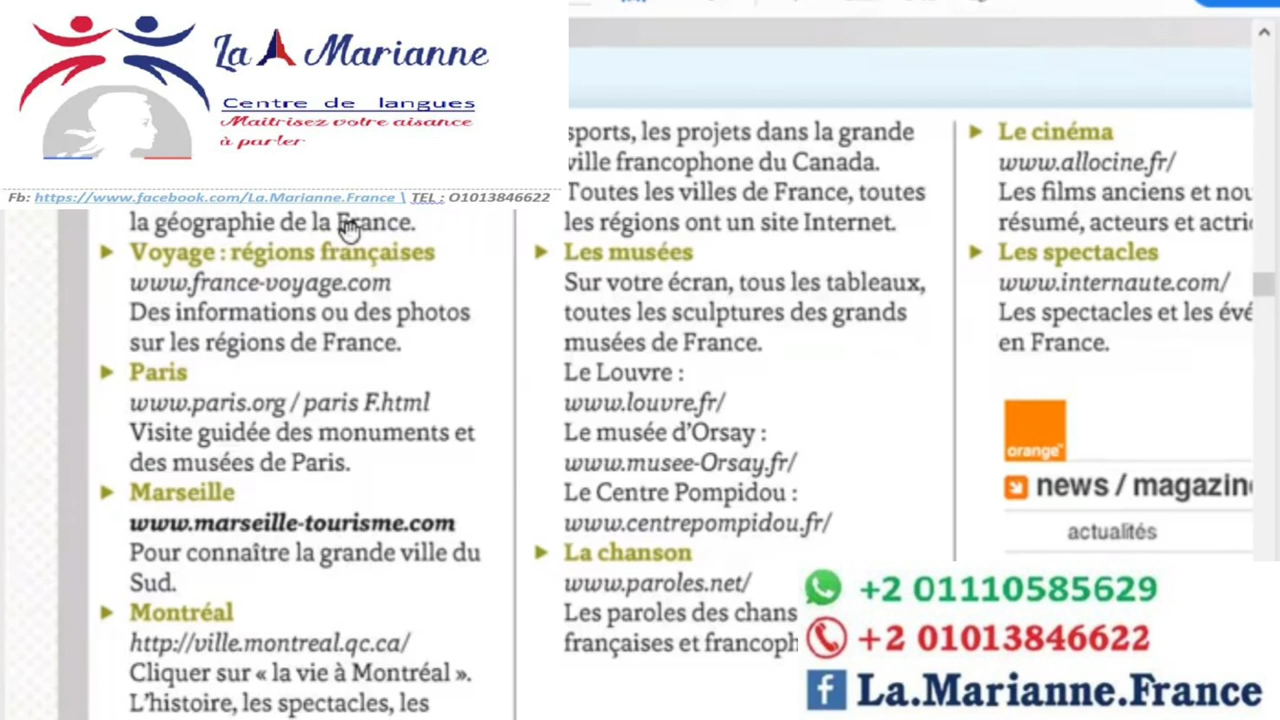 La Marianne
Centre de langues
Maîtrisez votre aisance
à parler
Fb: https://www.facebook.com/La.Marianne.France \ TEL : O1013846622
la géographie de la France.
Voyage : régions françaises
www.france-voyage.com
Des informations ou des photos
sur les régions de France.
Paris
www.paris.org / paris F.html
Visite guidée des monuments et
des musées de Paris.
Marseille
www.marseille-tourisme.com
Pour connaître la grande ville du
Sud.
Montréal
http://ville.montreal.qc.ca/
Cliquer sur « la vie à Montréal ».
L'histoire, les spectacles, les
sports, les projets dans la grande
ville francophone du Canada.
Toutes les villes de France, toutes
les régions ont un site Internet.
Les musées
Sur votre écran, tous les tableaux,
toutes les sculptures des grands
musées de France.
Le Louvre :
www.louvre.fr/
Le musée d'Orsay :
www.musee-Orsay.fr/
Le Centre Pompidou :
www.centrepompidou.fr/
La chanson
www.paroles.net/
Les paroles des chans
françaises et francoph
Le cinéma
www.allocine.fr/
Les films anciens et nou
résumé, acteurs et actri
Les spectacles
www.internaute.com/
Les spectacles et les évé
en France.
orange™
news / magazin
actualités
+2 01110585629
+2 01013846622
La.Marianne.France